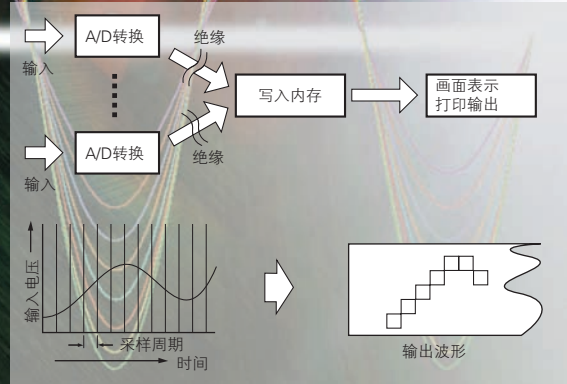 A/D转换
输入
绝缘
写入内存
画面表示
打印输出
A/D转换
绝缘
输入
输入电压
采样周期
时间
输出波形